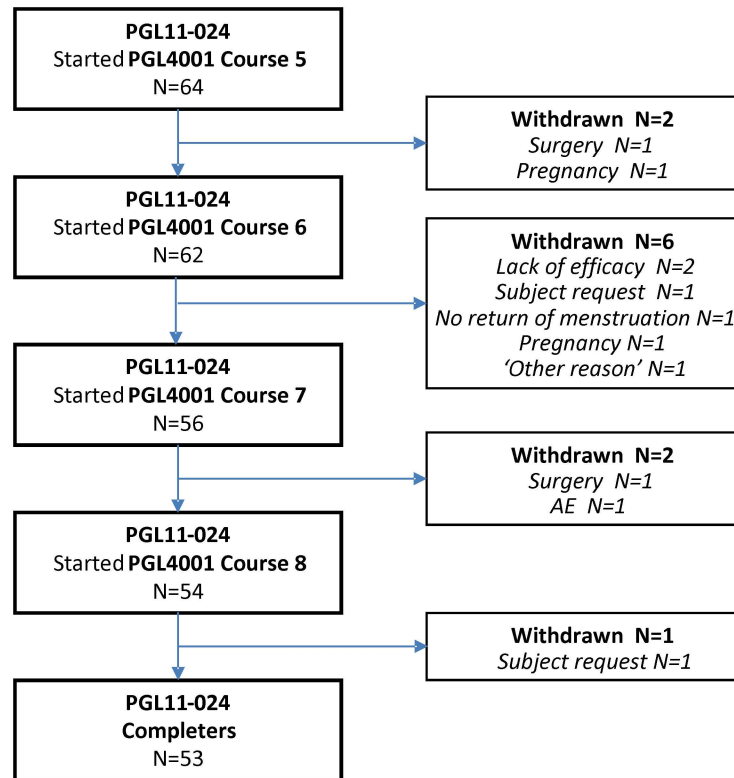 PGL11-024
Started PGL4001 Course 5
N=64
Withdrawn N=2
Surgery N=1
Pregnancy N=1
PGL11-024
Started PGL4001 Course 6
N=62
Withdrawn N=6
Lack of efficacy N=2
Subject request N=1
No return of menstruation N=1
Pregnancy N=1
‘Other reason’ N=1
PGL11-024
Started PGL4001 Course 7
N=56
Withdrawn N=2
Surgery N=1
AE N=1
PGL11-024
Started PGL4001 Course 8
N=54
Withdrawn N=1
Subject request N=1
PGL11-024
Completers
N=53